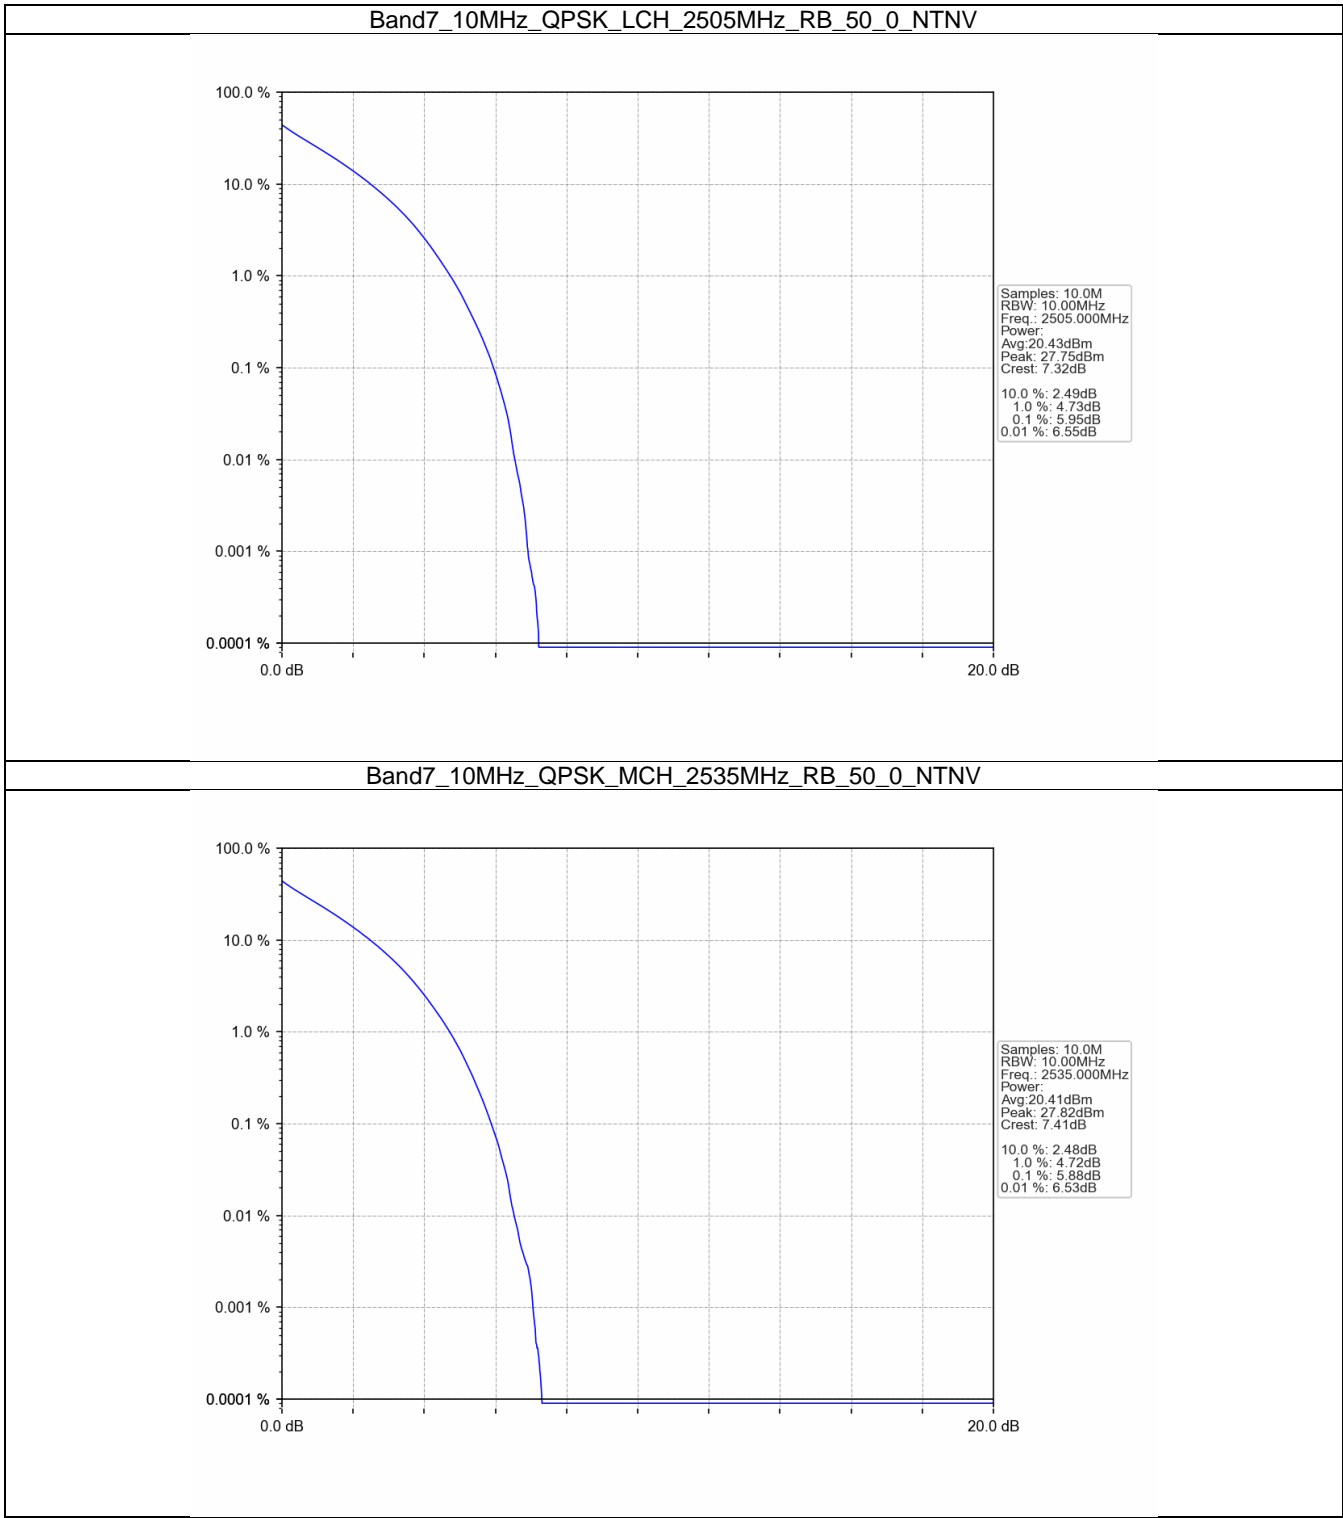 Band7_10MHz_QPSK_LCH_2505MHz_RB_50_0_NTNV
100.0 %
10.0 %
1.0 %
0.1 %
0.01 %
0.001 %
0.0001 %
0.0 dB
20.0 dB
Samples: 10.0M
RBW: 10.00MHz
Freq.: 2505.000MHz
Power:
Avg:20.43dBm
Peak: 27.75dBm
Crest: 7.32dB
10.0 %: 2.49dB
1.0 %: 4.73dB
0.1 %: 5.95dB
0.01 %: 6.55dB
Band7_10MHz_QPSK_MCH_2535MHz_RB_50_0_NTNV
100.0 %
10.0 %
1.0 %
0.1 %
0.01 %
0.001 %
0.0001 %
0.0 dB
20.0 dB
Samples: 10.0M
RBW: 10.00MHz
Freq.: 2535.000MHz
Power:
Avg:20.41dBm
Peak: 27.82dBm
Crest: 7.41dB
10.0 %: 2.48dB
1.0 %: 4.72dB
0.1 %: 5.88dB
0.01 %: 6.53dB